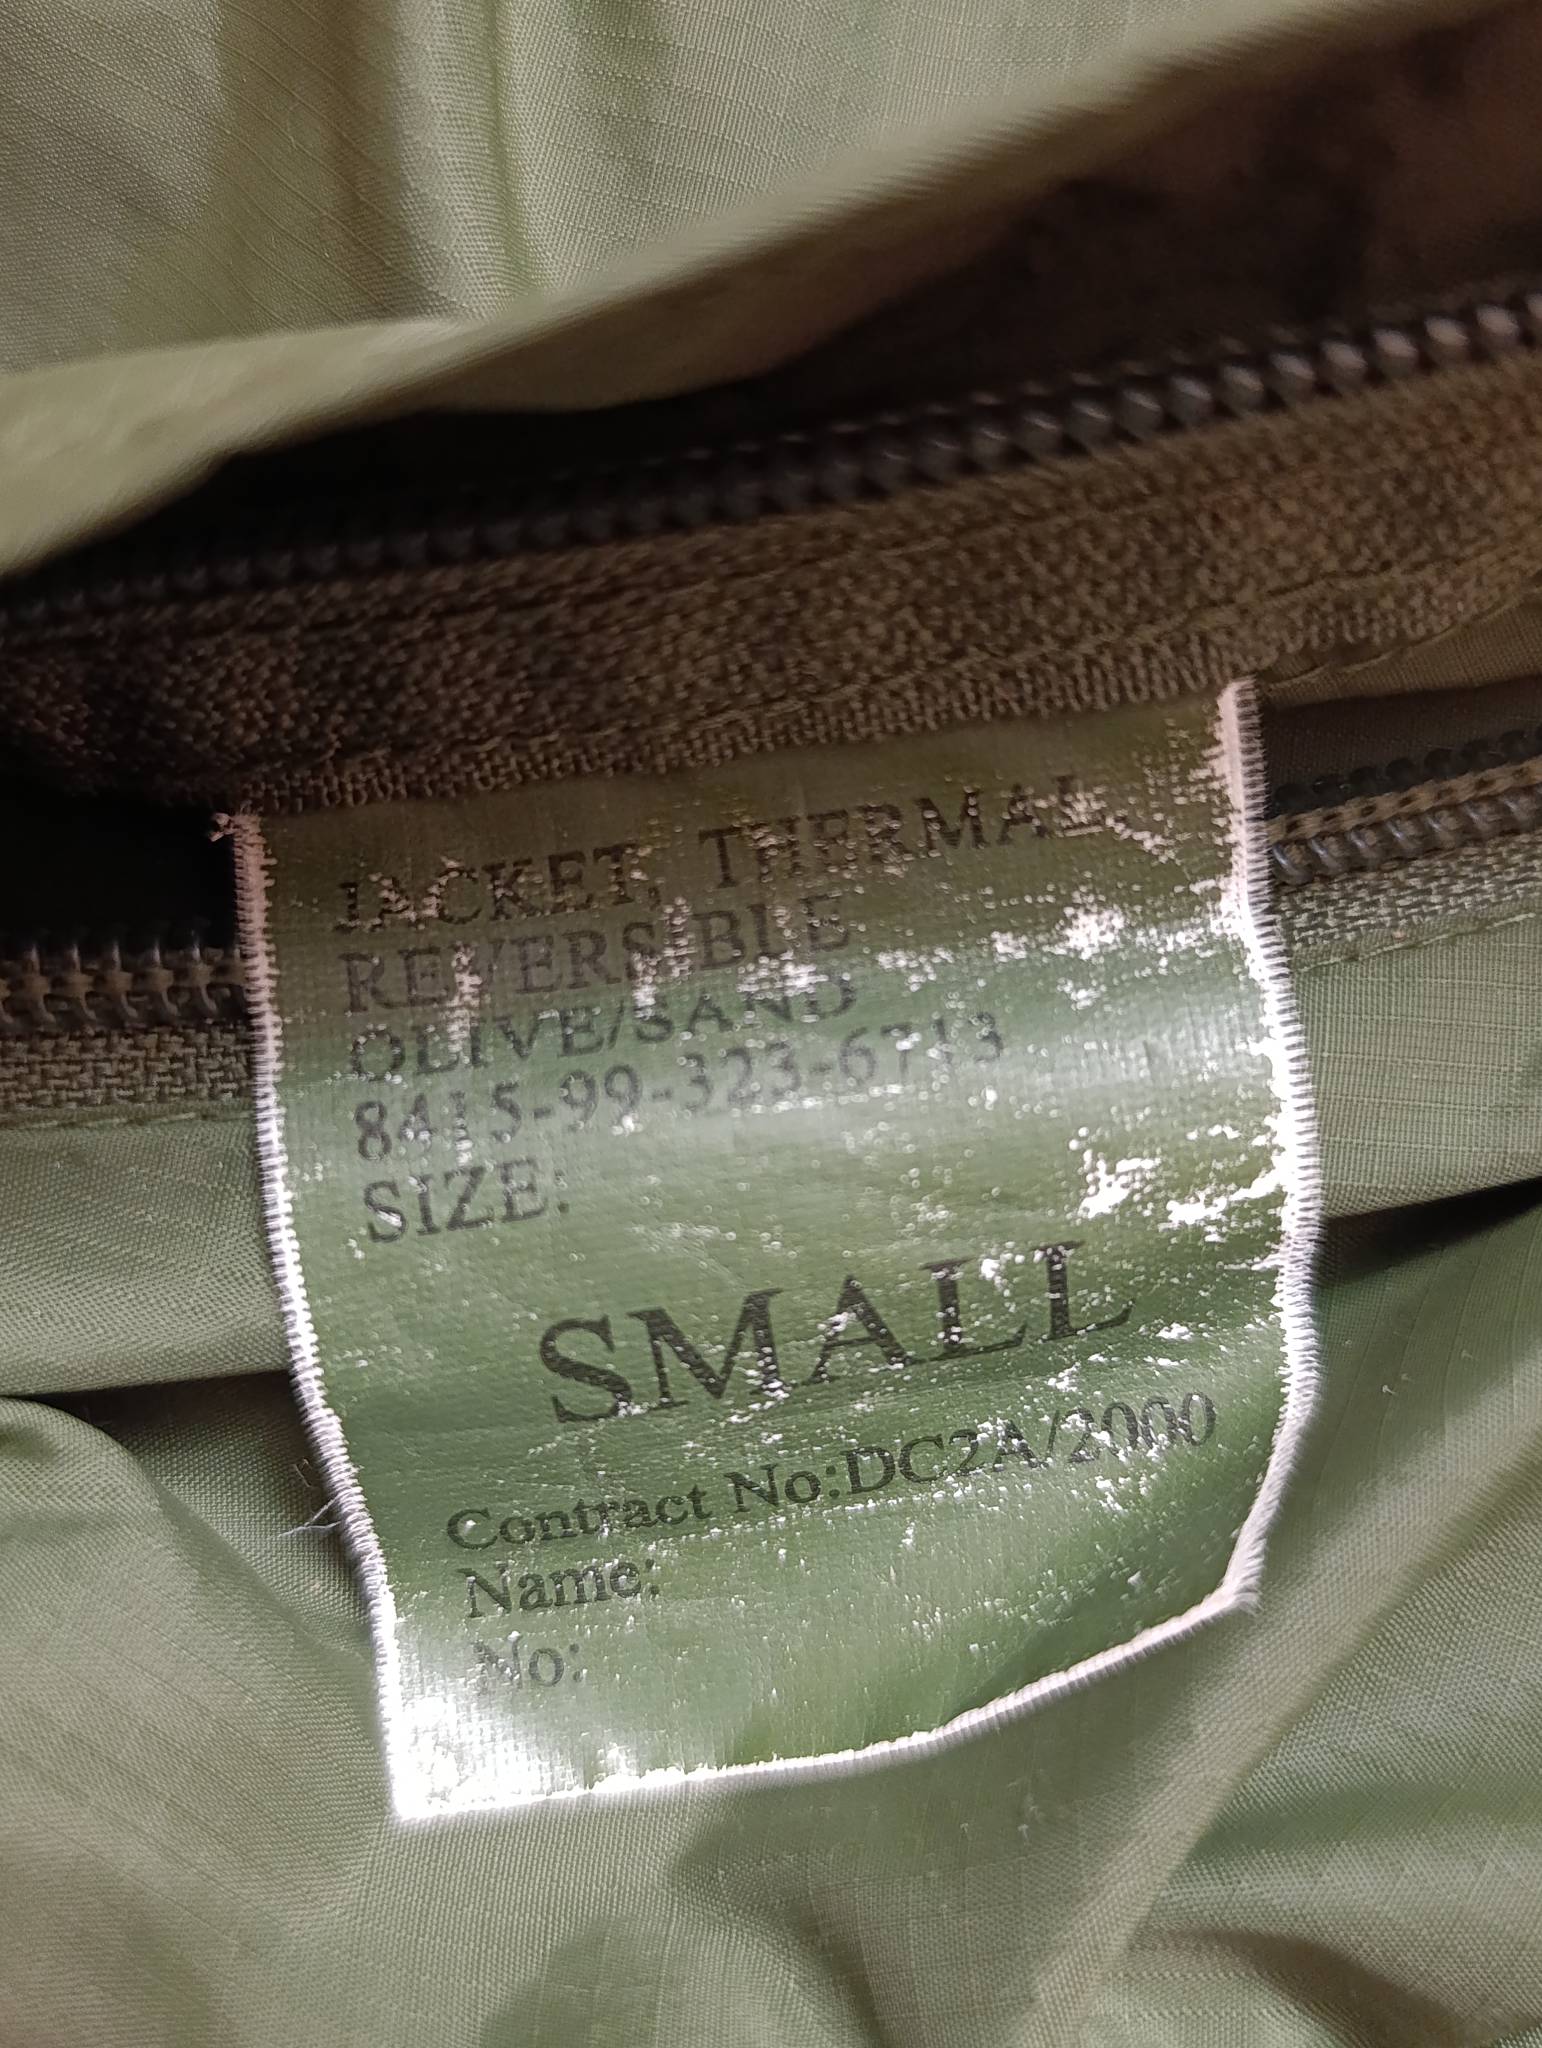 JACKET, THERMAL
REVERSIBLE
OLIVE/SAND
8415-99-323-6713
SIZE:
SMALL
Contract No:DC2A/2000
Name:
No: